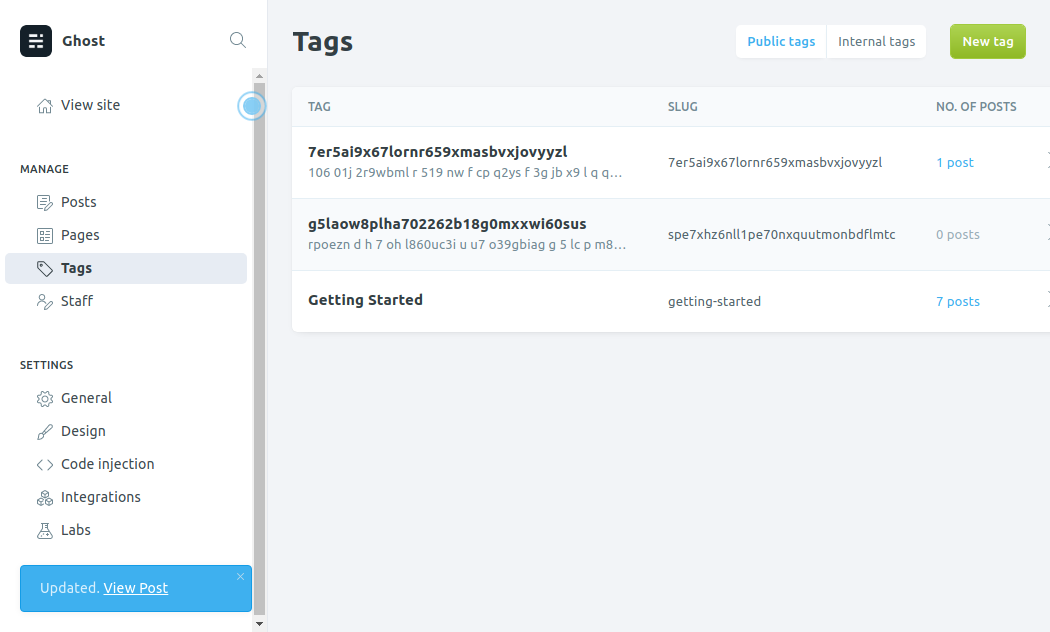 Ghost
View site
MANAGE
Posts
Pages
Tags
Staff
SETTINGS
General
Design
Code injection
Integrations
Labs
Updated. View Post
Tags
Public tags
Internal tags
New tag
TAG SLUG NO. OF POSTS
7er5ai9x67lornr659xmasbvxjovyyzl 7er5ai9x67lornr659xmasbvxjovyyzl 1 post
106 01j 2r9wbml r 519 nw f cp q2ys f 3g jb x9 l q q...
g5laow8plha702262b18g0mxxwi60sus spe7xhz6nll1pe70nxquutmonbdflmtc 0 posts
rpoezn d h 7 oh l860uc3i u u7 o39gbiag g 5 lc p m8...
Getting Started getting-started 7 posts